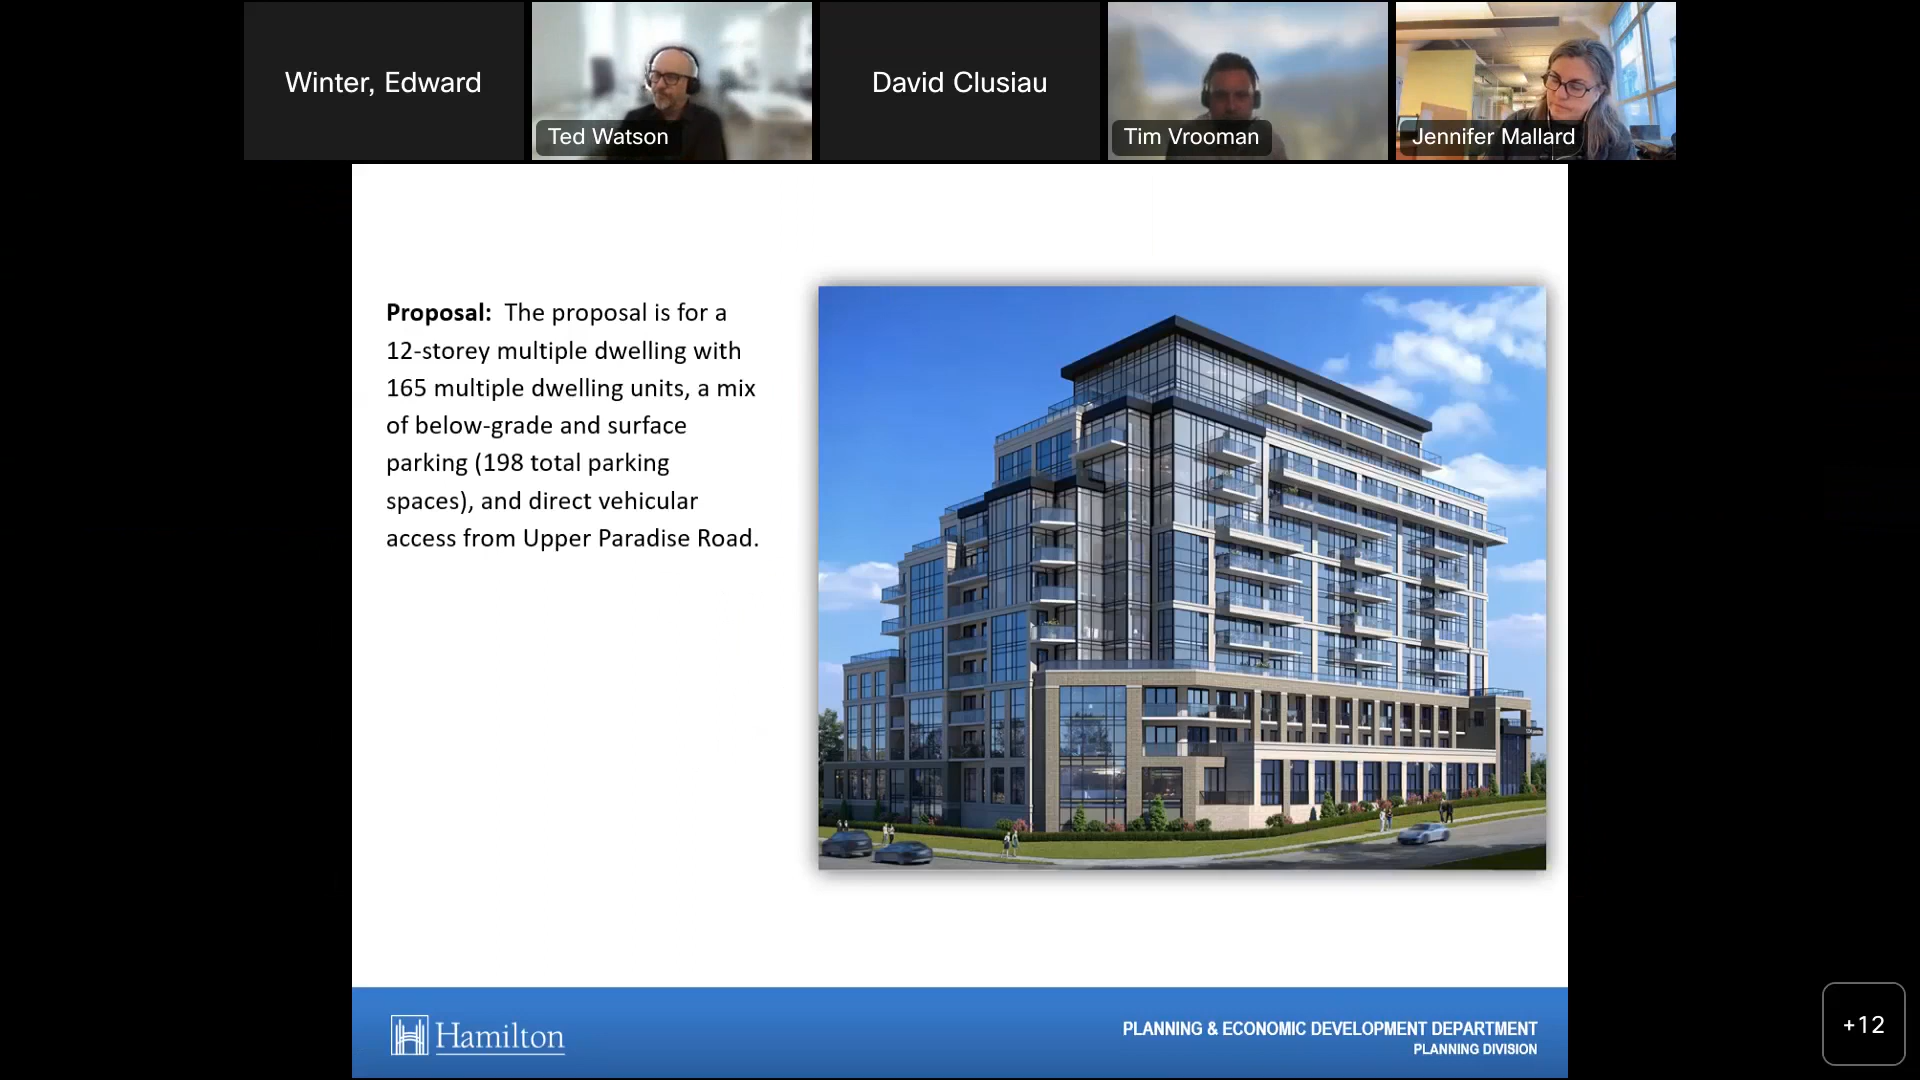 Winter, Edward
Ted Watson
David Clusiau
Tim Vrooman
Jennifer Mallard
Proposal: The proposal is for a
12-storey multiple dwelling with
165 multiple dwelling units, a mix
of below-grade and surface
parking (198 total parking
spaces), and direct vehicular
access from Upper Paradise Road.
Hamilton
PLANNING & ECONOMIC DEVELOPMENT DEPARTMENT
PLANNING DIVISION
+12